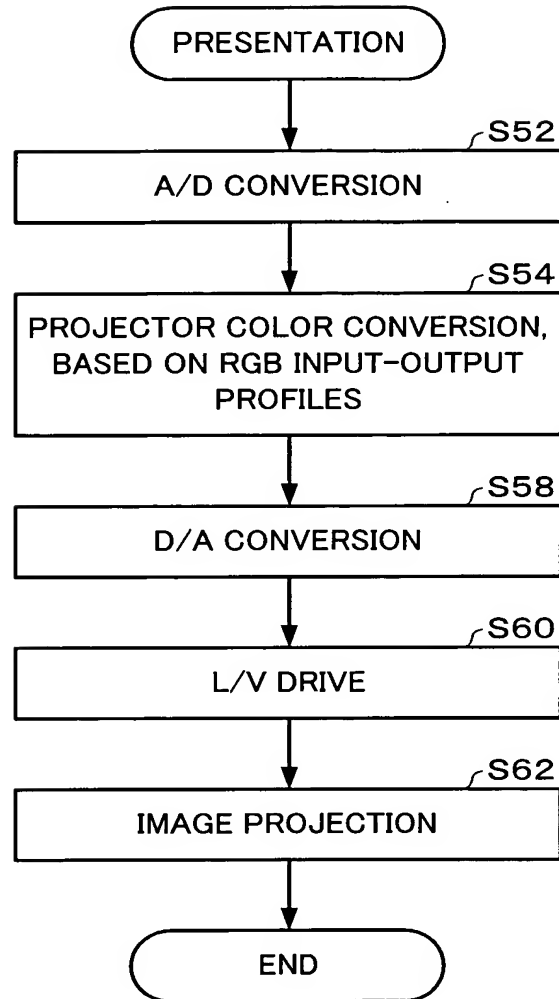 PRESENTATION
S52
A/D CONVERSION
S54
PROJECTOR COLOR CONVERSION,
BASED ON RGB INPUT-OUTPUT
PROFILES
S58
D/A CONVERSION
S60
L/V DRIVE
S62
IMAGE PROJECTION
END